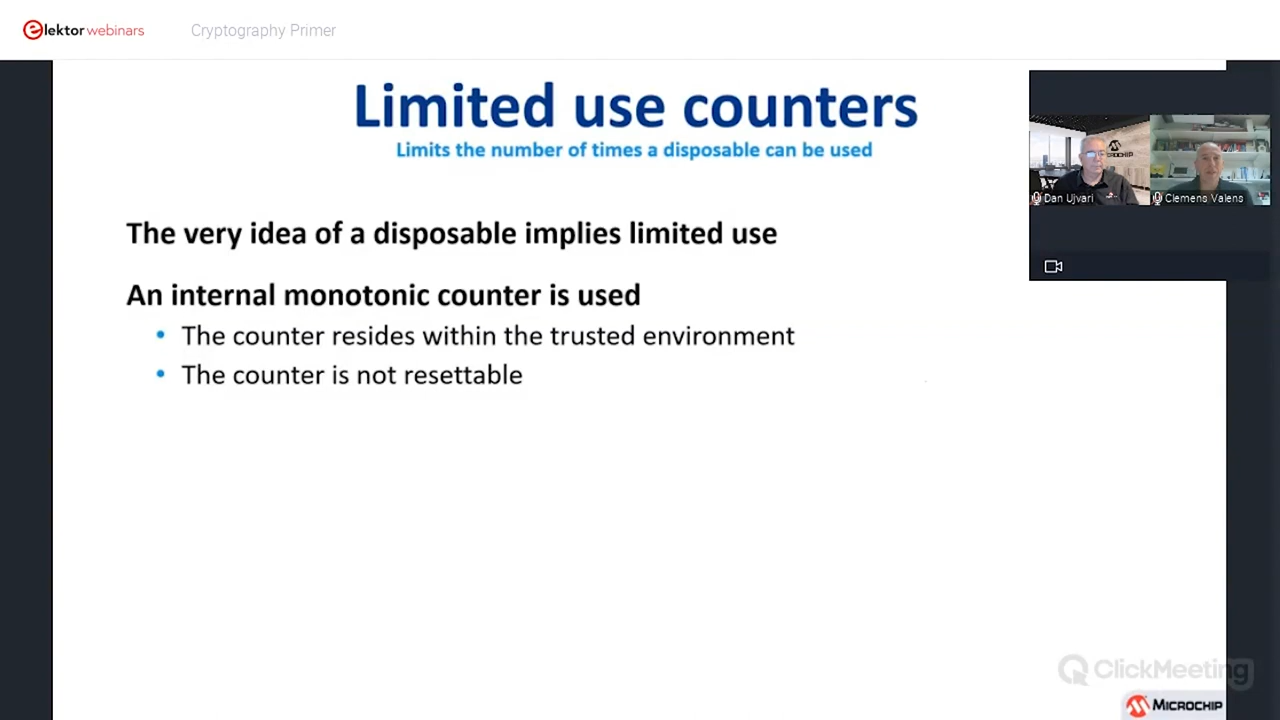 elektor webinars
Cryptography Primer
Limited use counters
Limits the number of times a disposable can be used
The very idea of a disposable implies limited use
An internal monotonic counter is used
• The counter resides within the trusted environment
• The counter is not resettable
MICROCHIP
Dan Ujvari
Clemens Valens
ClickMeeting
MICROCHIP